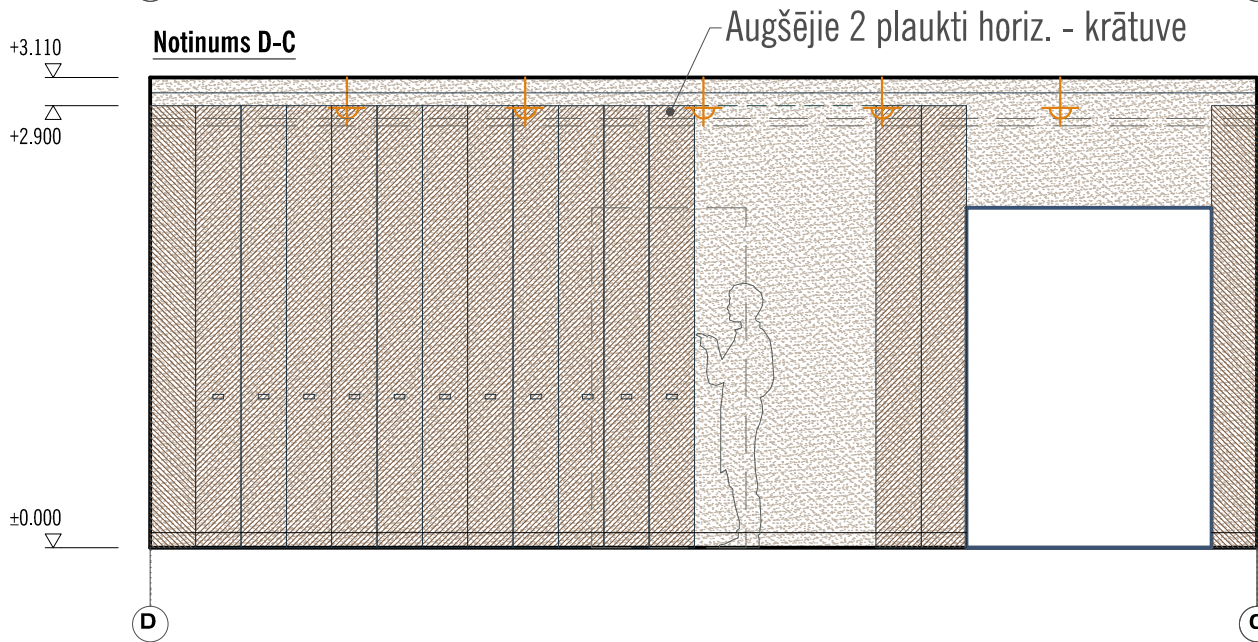 Augšējie 2 plaukti horiz. - krātuve
Notinums D-C
+3.110
+2.900
±0.000
D